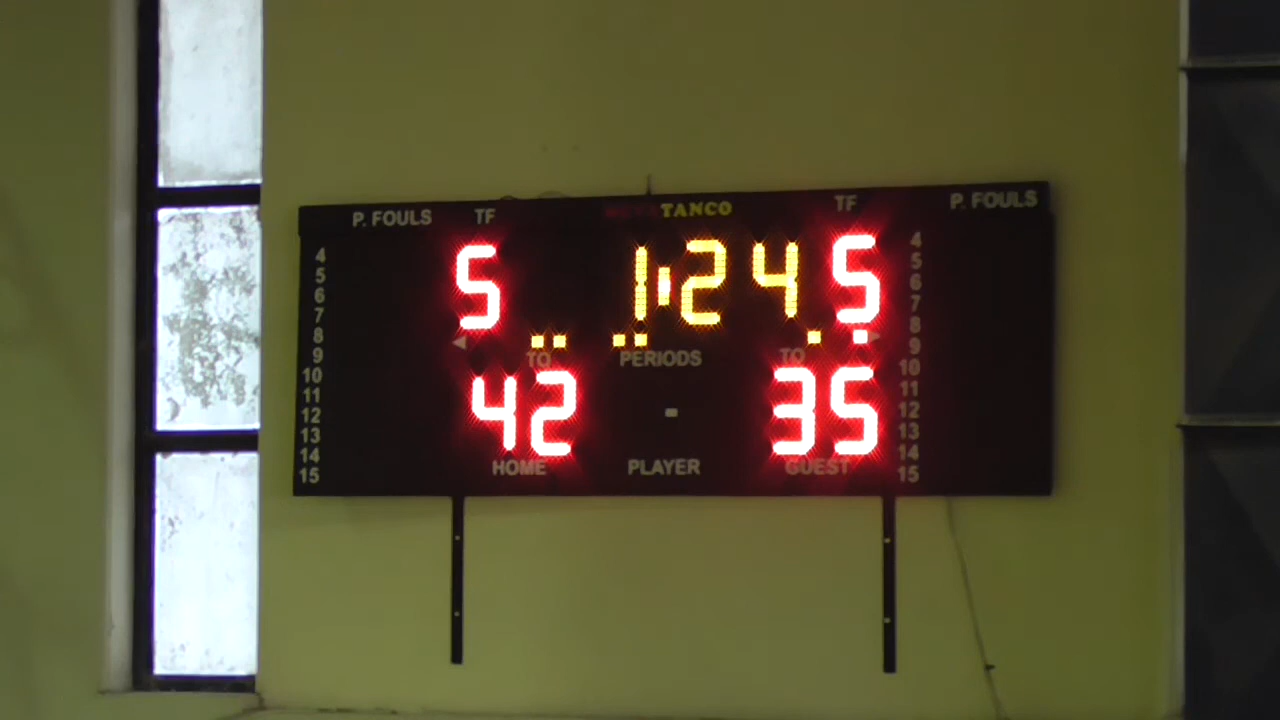 P. FOULS TF TANCO TF P. FOULS
5 1:24 5
4 4
5 5
6 6
7 7
8 8
9 TO PERIODS TO 9
10 10
11 11
12 42 - 35 12
13 13
14 14
15 HOME PLAYER GUEST 15